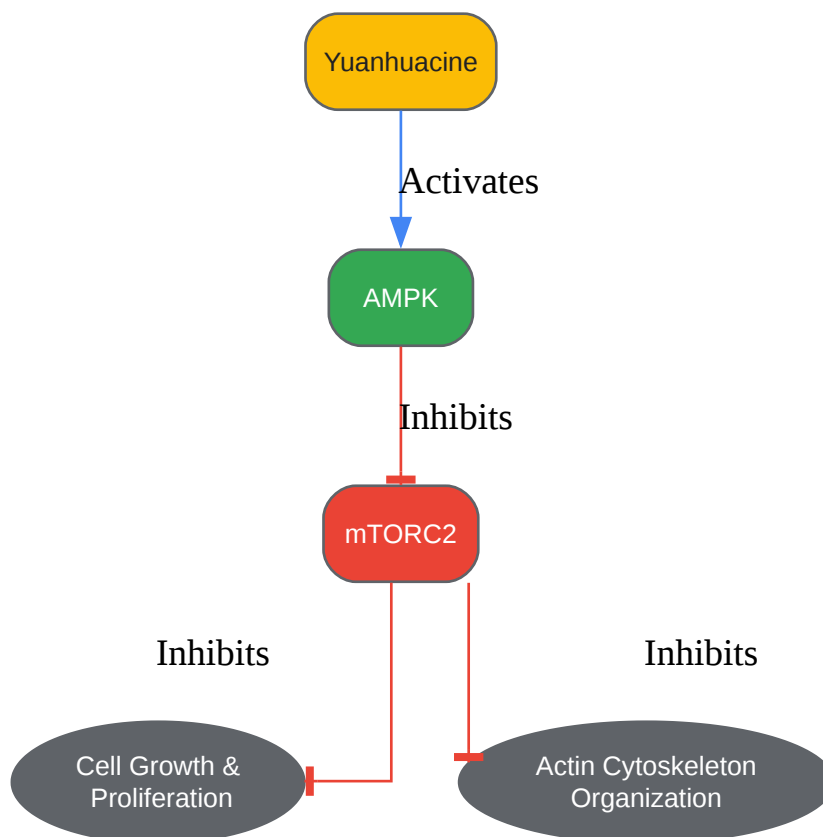 Yuanhuacine
Activates
AMPK
Inhibits
mTORC2
Inhibits
Inhibits
Cell Growth &
Proliferation
Actin Cytoskeleton
Organization